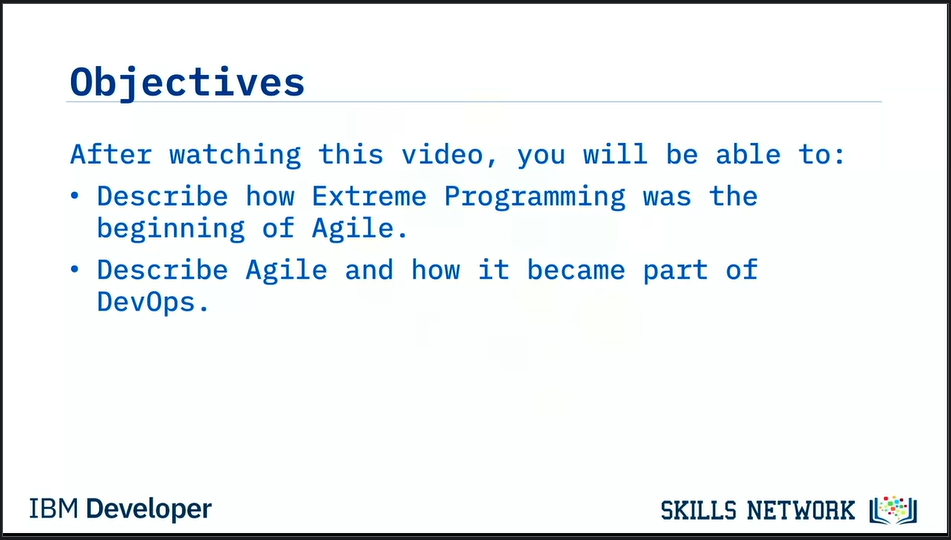 Objectives
After watching this video, you will be able to:
• Describe how Extreme Programming was the
beginning of Agile.
• Describe Agile and how it became part of
DevOps.
IBM Developer
SKILLS NETWORK